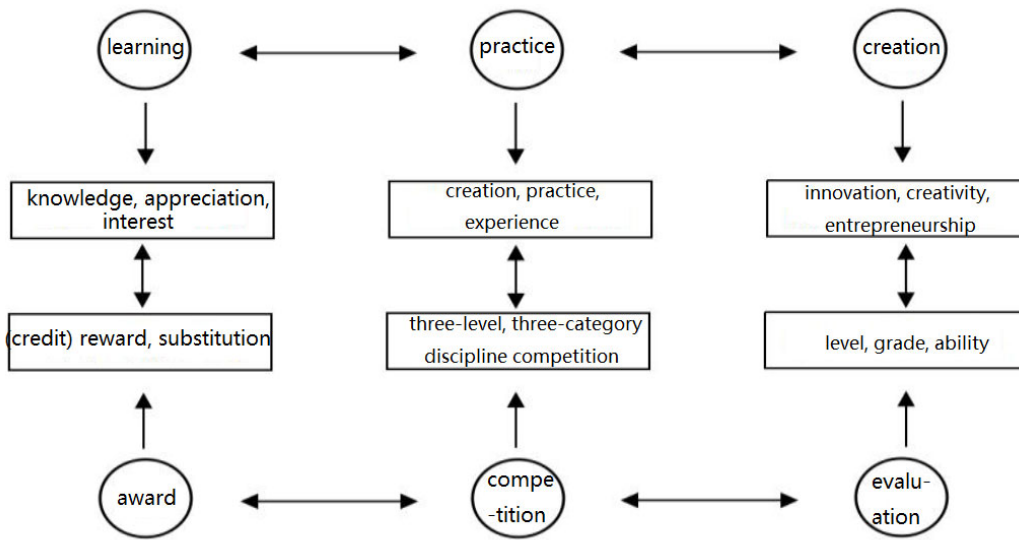 learning
practice
creation
knowledge, appreciation,
interest
creation, practice,
experience
innovation, creativity,
entrepreneurship
(credit) reward, substitution
three-level, three-category
discipline competition
level, grade, ability
award
compe
-tition
evalu-
ation